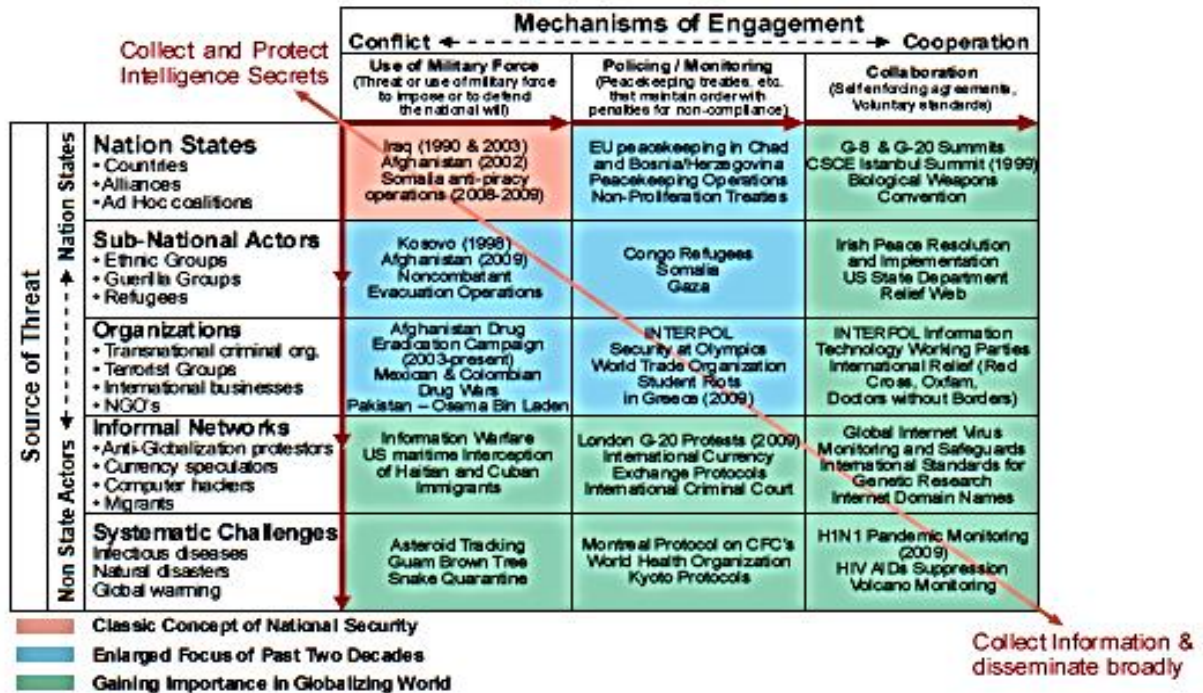 Mechanisms of Engagement
Conflict
Cooperation
Collect and Protect
Intelligence Secrets
Use of Military Force
(Threat or use of military force
to impose or to defend
the national will)
Policing / Monitoring
(Peacekeeping treaties, etc.
that maintain order with
penalties for non-compliance)
Collaboration
(Self enforcing agreements,
Voluntary standards)
Source of Threat
Nation States
Non State Actors
Nation States
• Countries
• Alliances
• Ad Hoc coalitions
Iraq (1990 & 2003)
Afghanistan (2002)
Somalia anti-piracy
operations (2008-2009)
EU peacekeeping in Chad
and Bosnia/Herzegovina
Peacekeeping Operations
Non-Proliferation Treaties
G-8 & G-20 Summits
CSCE Istanbul Summit (1999)
Biological Weapons
Convention
Sub-National Actors
• Ethnic Groups
• Guerilla Groups
• Refugees
Kosovo (1998)
Afghanistan (2009)
Noncombatant
Evacuation Operations
Congo Refugees
Somalia
Gaza
Irish Peace Resolution
and Implementation
US State Department
Relief Web
Organizations
• Transnational criminal org.
• Terrorist Groups
• International businesses
• NGO's
Afghanistan Drug
Eradication Campaign
(2003-present)
Mexican & Colombian
Drug Wars
Pakistan – Osama Bin Laden
INTERPOL
Security at Olympics
World Trade Organization
Student Riots
in Greece (2009)
INTERPOL Information
Technology Working Parties
International Relief (Red
Cross, Oxfam,
Doctors without Borders)
Informal Networks
• Anti-Globalization protestors
• Currency speculators
• Computer hackers
• Migrants
Information Warfare
US maritime Interception
of Haitian and Cuban
Immigrants
London G-20 Protests (2009)
International Currency
Exchange Protocols
International Criminal Court
Global Internet Virus
Monitoring and Safeguards
International Standards for
Genetic Research
Internet Domain Names
Systematic Challenges
Infectious diseases
Natural disasters
Global warming
Asteroid Tracking
Guam Brown Tree
Snake Quarantine
Montreal Protocol on CFC's
World Health Organization
Kyoto Protocols
H1N1 Pandemic Monitoring
(2009)
HIV AIDs Suppression
Volcano Monitoring
Classic Concept of National Security
Enlarged Focus of Past Two Decades
Gaining Importance in Globalizing World
Collect Information &
disseminate broadly